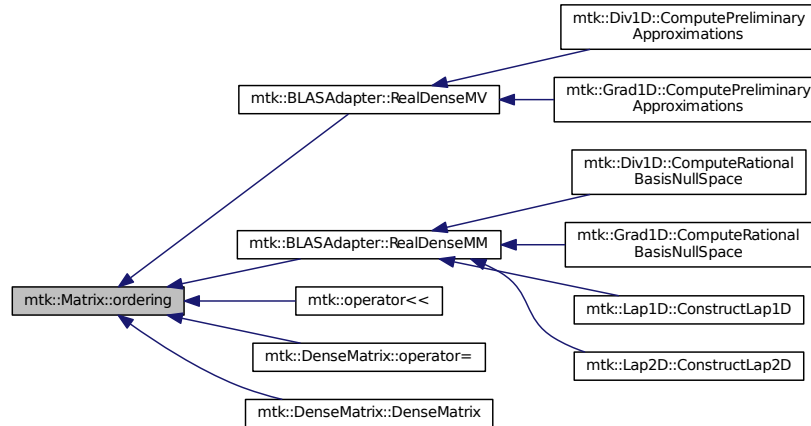 mtk::Div1D::ComputePreliminary
Approximations
mtk::BLASAdapter::RealDenseMV
mtk::Grad1D::ComputePreliminary
Approximations
mtk::Div1D::ComputeRational
BasisNullSpace
mtk::BLASAdapter::RealDenseMM
mtk::Grad1D::ComputeRational
BasisNullSpace
mtk::Matrix::ordering
mtk::operator<<
mtk::Lap1D::ConstructLap1D
mtk::DenseMatrix::operator=
mtk::Lap2D::ConstructLap2D
mtk::DenseMatrix::DenseMatrix